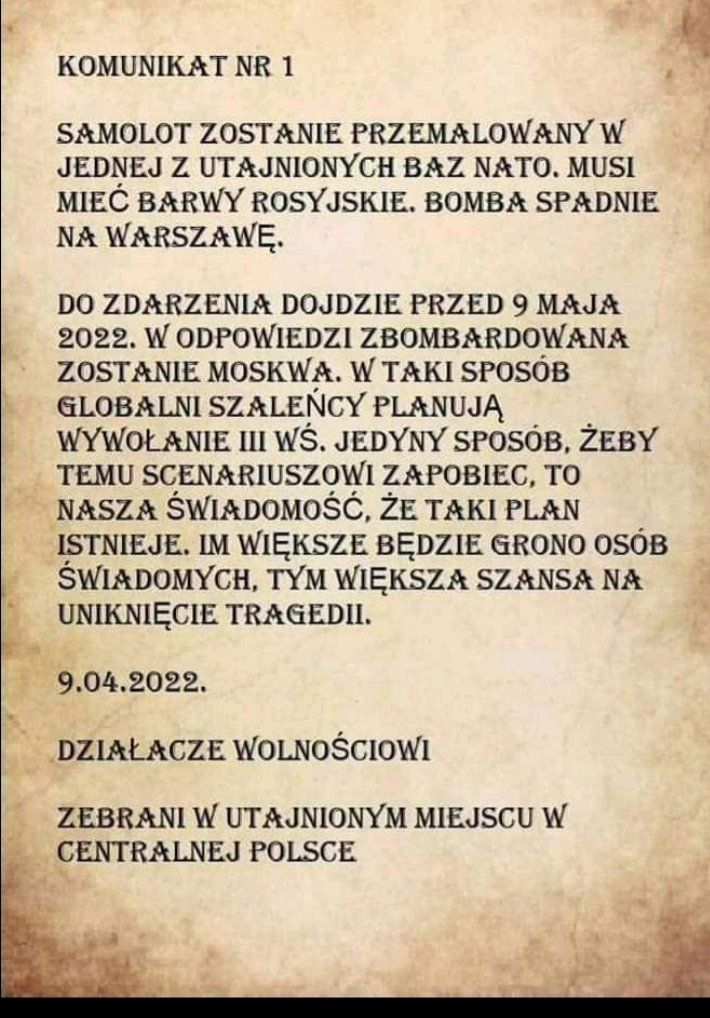 KOMUNIKAT NR 1
SAMOLOT ZOSTANIE PRZEMALOWANY W
JEDNEJ Z UTAJNIONYCH BAZ NATO. MUSI
MIEĆ BARWY ROSYJSKIE. BOMBA SPADNIE
NA WARSZAWĘ.
DO ZDARZENIA DOJDZIE PRZED 9 MAJA
2022. W ODPOWIEDZI ZBOMBARDOWANA
ZOSTANIE MOSKWA. W TAKI SPOSÓB
GLOBALNI SZALEŃCY PLANUJĄ
WYWOŁANIE III WŚ. JEDYNY SPOSÓB, ŻEBY
TEMU SCENARIUSZOWI ZAPOBIEC, TO
NASZA ŚWIADOMOŚĆ, ŻE TAKI PLAN
ISTNIEJE. IM WIĘKSZE BĘDZIE GRONO OSÓB
ŚWIADOMYCH, TYM WIĘKSZA SZANSA NA
UNIKNIĘCIE TRAGEDII.
9.04.2022.
DZIAŁACZE WOLNOŚCIOWI
ZEBRANI W UTAJNIONYM MIEJSCU W
CENTRALNEJ POLSCE